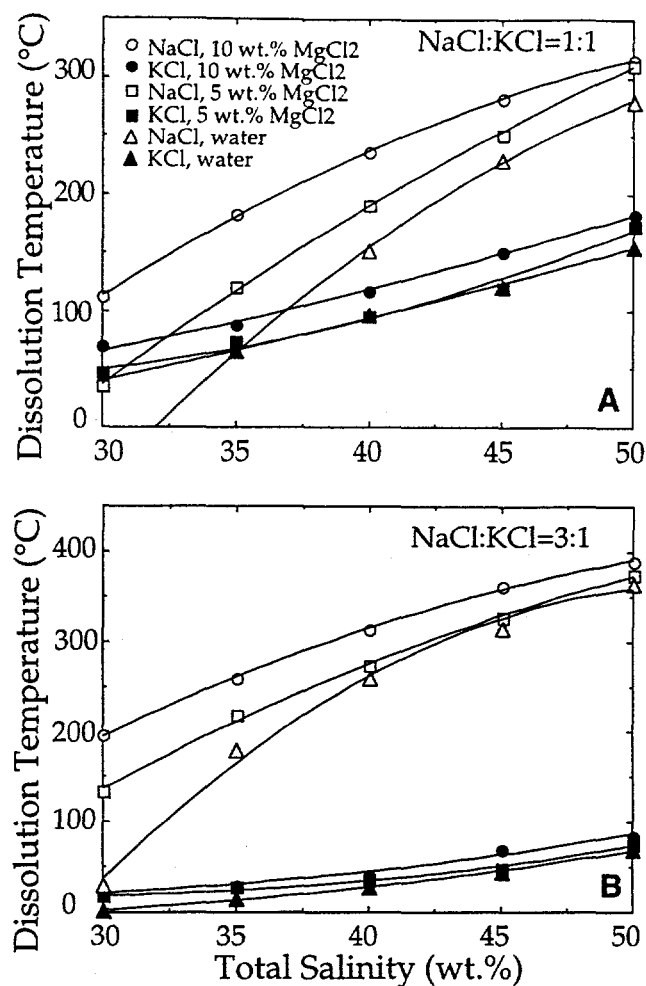 NaCl:KCl=1:1
NaCl, 10 wt.% MgCl2
KCl, 10 wt.% MgCl2
NaCl, 5 wt.% MgCl2
KCl, 5 wt.% MgCl2
NaCl, water
KCl, water
Dissolution Temperature (°C)
300
200
100
0
A
30 35 40 45 50
NaCl:KCl=3:1
Dissolution Temperature (°C)
400
300
200
100
0
B
30 35 40 45 50
Total Salinity (wt.%)